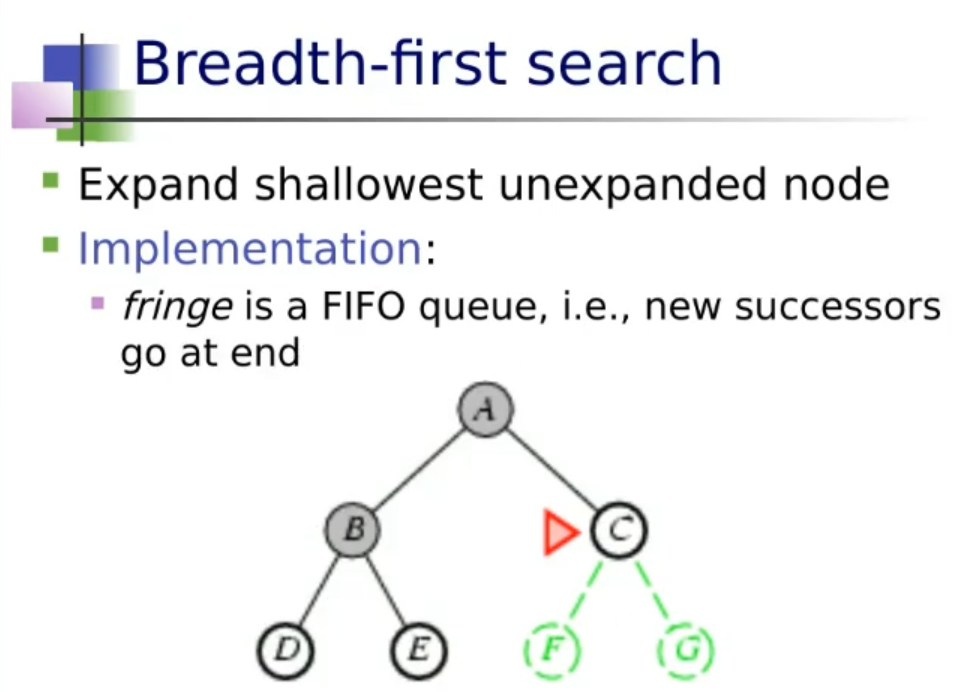 Breadth-first search
Expand shallowest unexpanded node
Implementation:
fringe is a FIFO queue, i.e., new successors
go at end
A
B
C
D
E
F
G